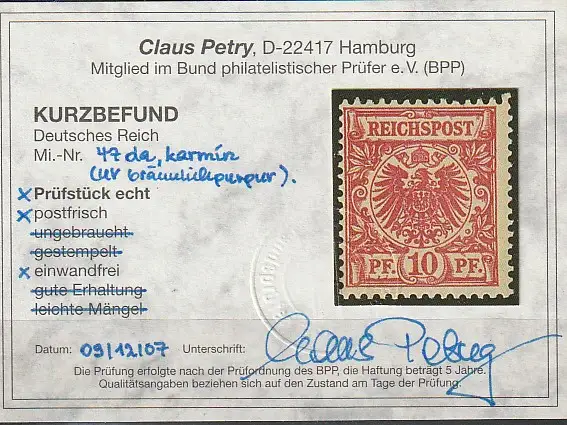 Claus Petry, D-22417 Hamburg
Mitglied im Bund philatelistischer Prüfer e. V. (BPP)
KURZBEFUND
Deutsches Reich
Mi.-Nr. 47 da, karmin
(UV bräunlichpurpur).
x Prüfstück echt
x postfrisch
ungebraucht
gestempelt
x einwandfrei
gute Erhaltung
leichte Mängel
REICHSPOST
PF. 10 PF.
Datum: 09/12/07 Unterschrift: Claus Petry
Die Prüfung erfolgte nach der Prüfordnung des BPP, die Haftung beträgt 5 Jahre.
Qualitätsangaben beziehen sich auf den Zustand am Tage der Prüfung.